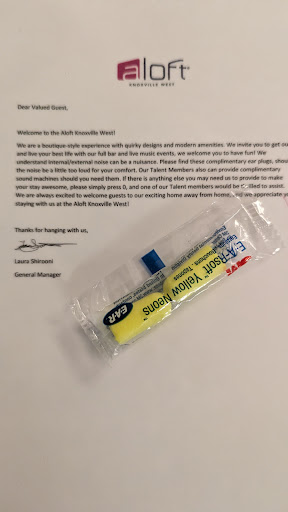 aloft
KNOXVILLE WEST
Dear Valued Guest,
Welcome to the Aloft Knoxville West!
We are a boutique-style experience with quirky designs and modern amenities. We invite you to get out
and live your best life with our full bar and live music events, we welcome you to have fun! We
understand internal/external noise can be a nuisance. Please find these complimentary ear plugs, should
the noise be a little too loud for your comfort. Our Talent Members also can provide complimentary
sound machines should you need them. If there is anything else you may need us to provide to make
your stay awesome, please simply press 0, and one of our Talent members would be to assist.
We are always excited to welcome guests to our exciting home away from home, and we appreciate
staying with us at the Aloft Knoxville West!
Thanks for hanging with us,
Laura Shirooni
General Manager
E-A-Rsoft™ Yellow Neons™
EAR